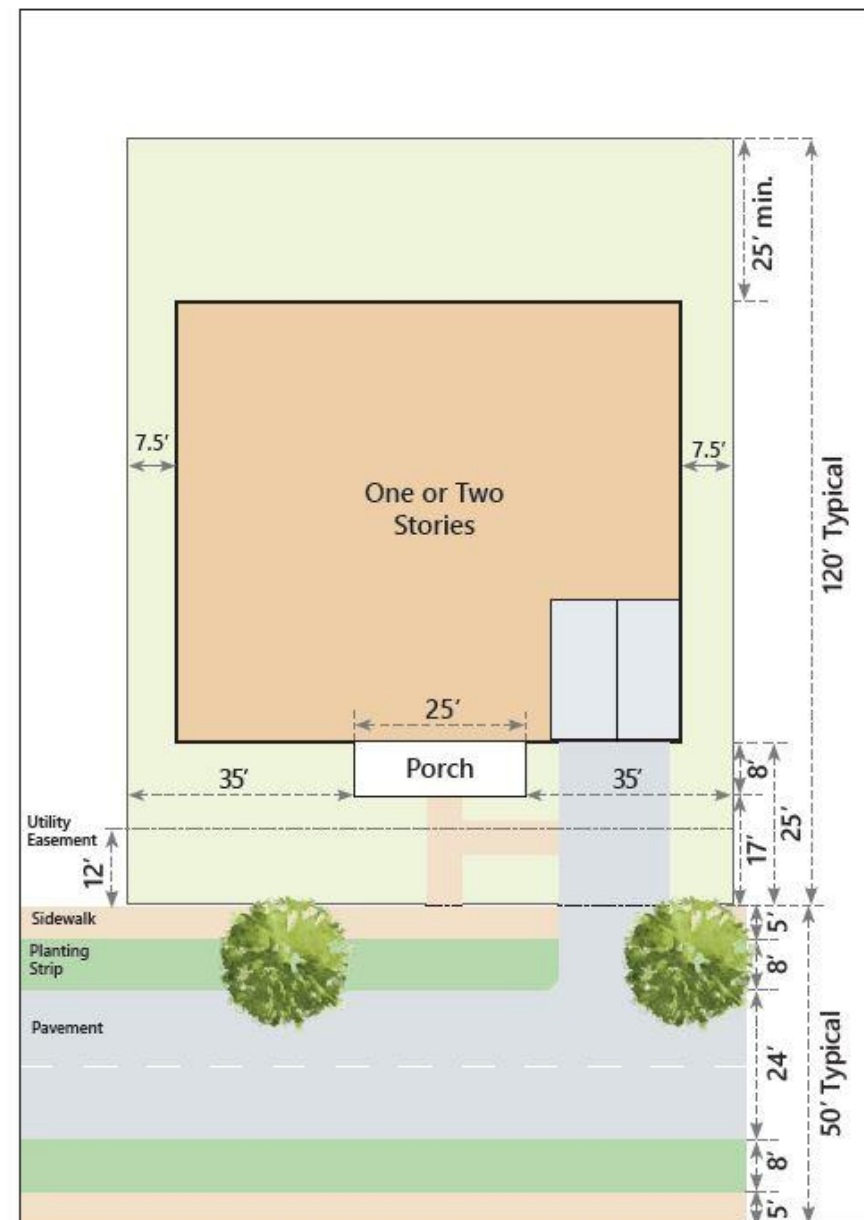 25' min.
7.5'
7.5'
One or Two
Stories
120' Typical
25'
Porch
35'
35'
8'
25'
17'
Utility
Easement
12'
Sidewalk
5'
Planting
Strip
8'
Pavement
24'
50' Typical
8'
5'